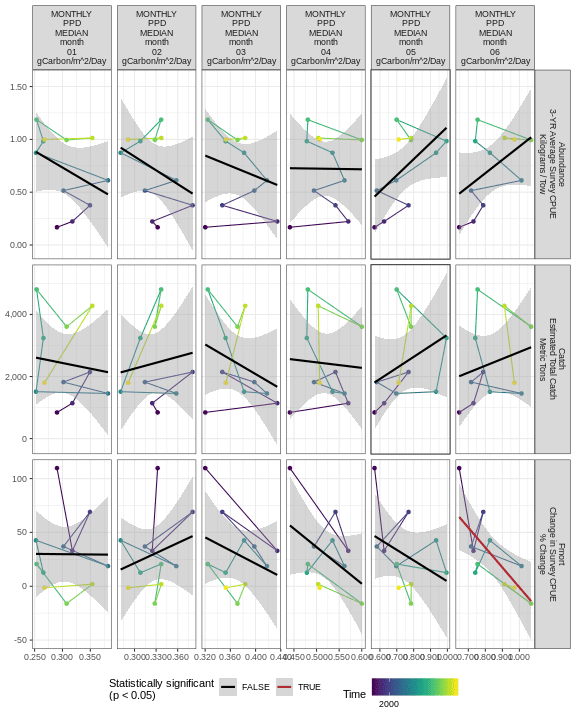 MONTHLY
PPD
MEDIAN
month
01
gCarbon/m^2/Day
MONTHLY
PPD
MEDIAN
month
02
gCarbon/m^2/Day
MONTHLY
PPD
MEDIAN
month
03
gCarbon/m^2/Day
MONTHLY
PPD
MEDIAN
month
04
gCarbon/m^2/Day
MONTHLY
PPD
MEDIAN
month
05
gCarbon/m^2/Day
MONTHLY
PPD
MEDIAN
month
06
gCarbon/m^2/Day
1.50
1.00
0.50
0.00
Abundance
3-YR Average Survey CPUE
Kilograms / Tow
4,000
2,000
0
Catch
Estimated Total Catch
Metric Tons
100
50
0
-50
Fmort
Change in Survey CPUE
% Change
0.250 0.300 0.350
0.300 0.330 0.360
0.320 0.360 0.400
0.450 0.500 0.550 0.600
0.600 0.700 0.800 0.900 1.000
0.700 0.800 0.900 1.000
Statistically significant
(p < 0.05)
FALSE
TRUE
Time
2000